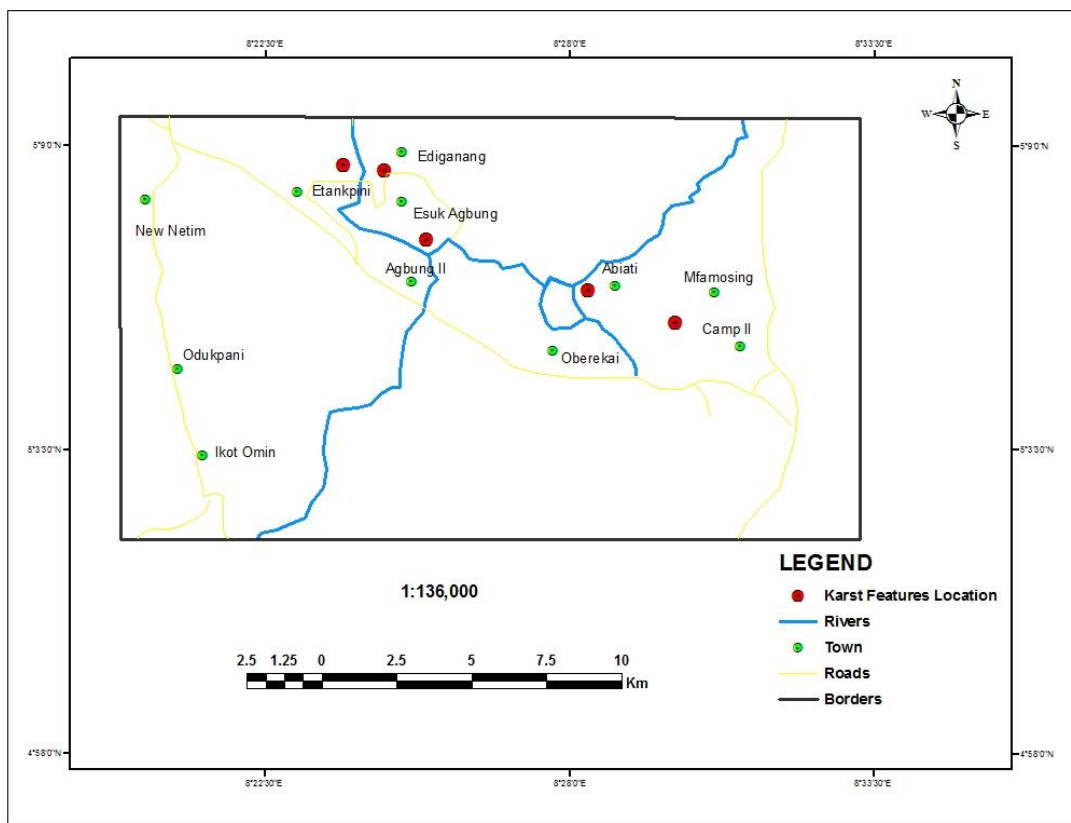 8°22'30"E 8°28'0"E 8°33'30"E
N
W E
S
5°9'0"N 5°9'0"N
Ediganang
Etankpini
Esuk Agbung
New Netim
Agbung II
Abiati
Mfamosing
Camp II
Odukpani
Oberekai
Ikot Omin
5°3'30"N 5°3'30"N
LEGEND
1:136,000
Karst Features Location
Rivers
Town
Roads
Borders
2.5 1.25 0 2.5 5 7.5 10
Km
4°58'0"N 4°58'0"N
8°22'30"E 8°28'0"E 8°33'30"E